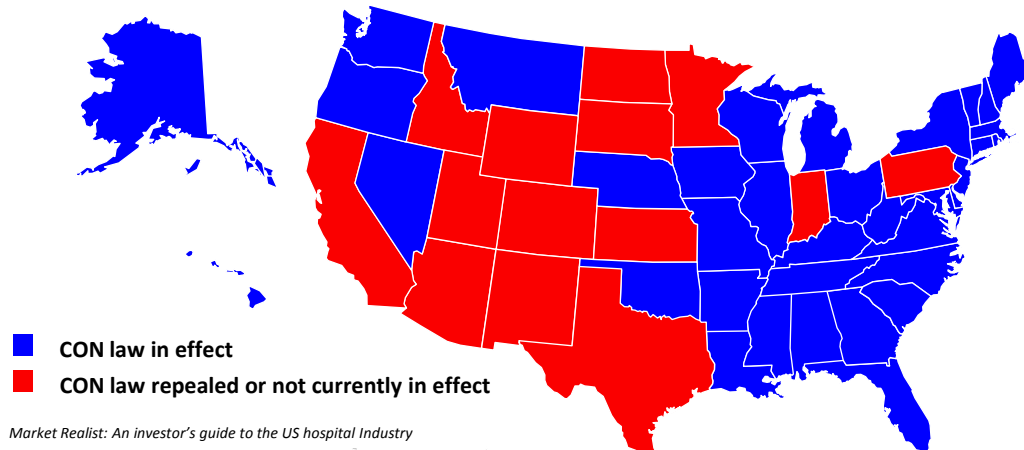 CON law in effect
CON law repealed or not currently in effect
Market Realist: An investor's guide to the US hospital Industry